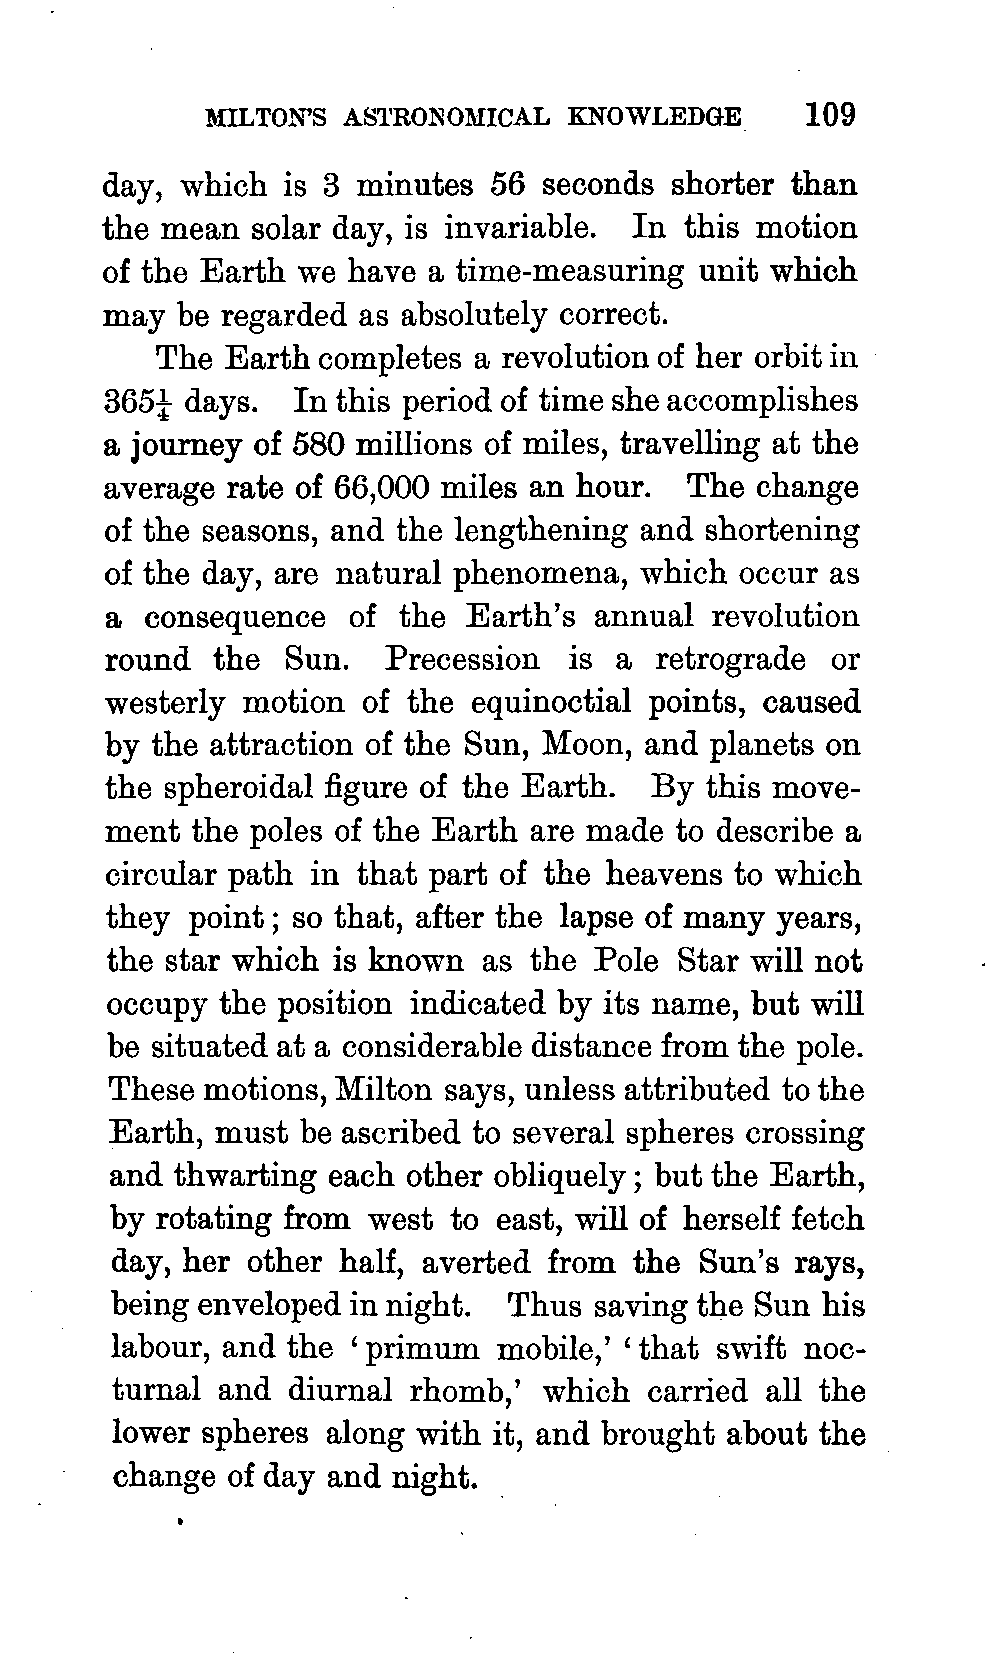 MILTON'S ASTRONOMICAL KNOWLEDGE 109
day, which is 3 minutes 56 seconds shorter than
the mean solar day, is invariable. In this motion
of the Earth we have a time-measuring unit which
may be regarded as absolutely correct.
The Earth completes a revolution of her orbit in
365¼ days. In this period of time she accomplishes
a journey of 580 millions of miles, travelling at the
average rate of 66,000 miles an hour. The change
of the seasons, and the lengthening and shortening
of the day, are natural phenomena, which occur as
a consequence of the Earth's annual revolution
round the Sun. Precession is a retrograde or
westerly motion of the equinoctial points, caused
by the attraction of the Sun, Moon, and planets on
the spheroidal figure of the Earth. By this move-
ment the poles of the Earth are made to describe a
circular path in that part of the heavens to which
they point; so that, after the lapse of many years,
the star which is known as the Pole Star will not
occupy the position indicated by its name, but will
be situated at a considerable distance from the pole.
These motions, Milton says, unless attributed to the
Earth, must be ascribed to several spheres crossing
and thwarting each other obliquely; but the Earth,
by rotating from west to east, will of herself fetch
day, her other half, averted from the Sun's rays,
being enveloped in night. Thus saving the Sun his
labour, and the 'primum mobile,' 'that swift noc-
turnal and diurnal rhomb,' which carried all the
lower spheres along with it, and brought about the
change of day and night.